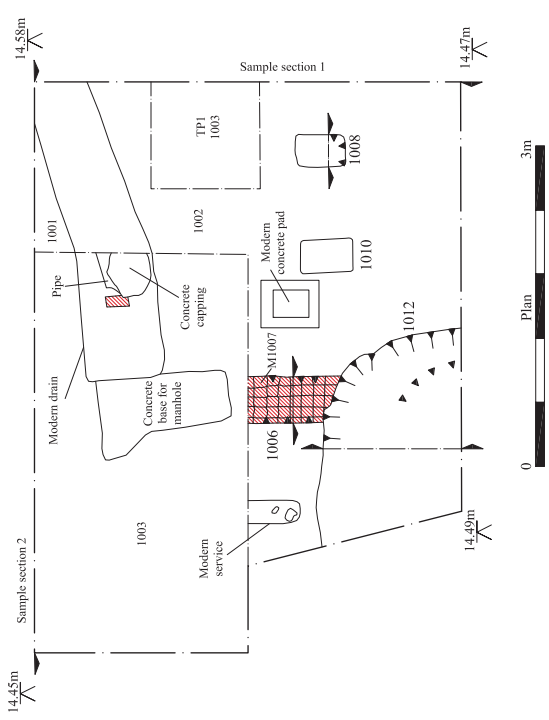 14.58m
14.47m
Sample section 1
TP1
1003
1008
1001
1002
Pipe
Modern
concrete pad
1010
Concrete
capping
1012
Modern drain
Concrete
base for
manhole
M1007
1006
1003
Modern
service
Sample section 2
14.49m
14.45m
3m
Plan
0